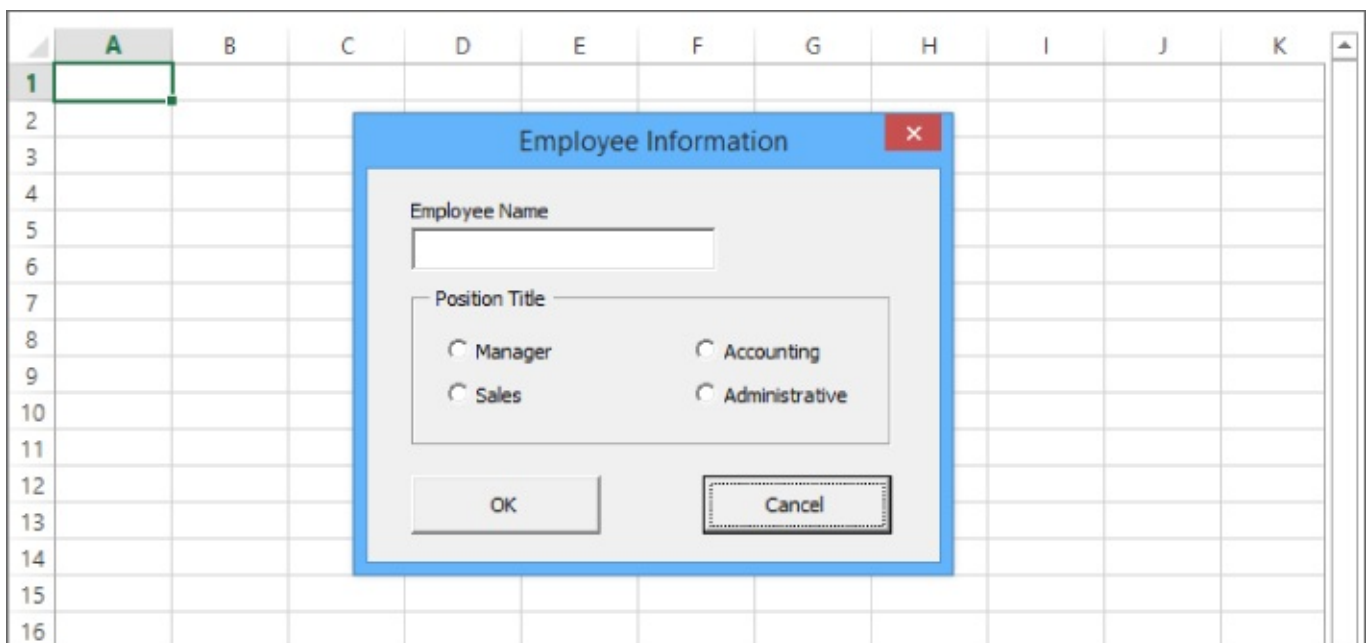 A B C D E F G H I J K
1
2
Employee Information
3
4
Employee Name
5
6
7
Position Title
8
Manager Accounting
9
Sales Administrative
10
11
12
OK Cancel
13
14
15
16